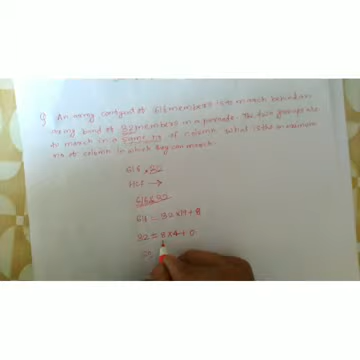 Q An army contingent of 616 members is to march behind an
army band of 32 members in a parade. The two groups are
to march in a same no of column. What is the maximum
no of column in which they can march.
616, 32
HCF →
616 32
616 = 32 × 19 + 8
32 = 8 × 4 + 0